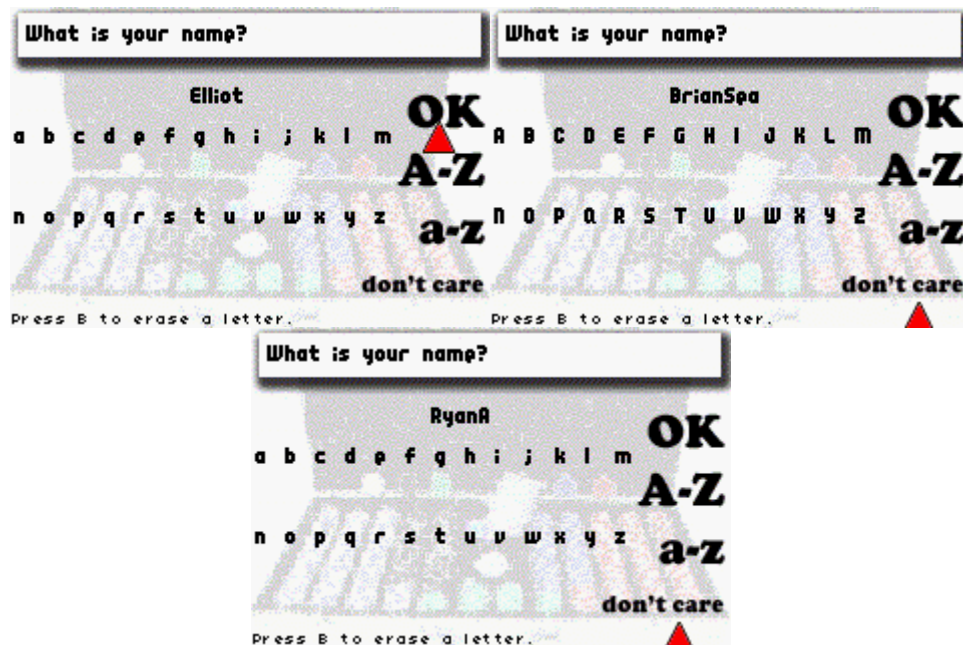 What is your name?
Elliot
OK
a b c d e f g h i j k l m
A-Z
n o p q r s t u v w x y z
a-z
don't care
Press B to erase a letter.
What is your name?
BrianSpa
OK
A B C D E F G H I J K L M
A-Z
N O P Q R S T U V W X Y Z
a-z
don't care
Press B to erase a letter.
What is your name?
RyanA
OK
a b c d e f g h i j k l m
A-Z
n o p q r s t u v w x y z
a-z
don't care
Press B to erase a letter.